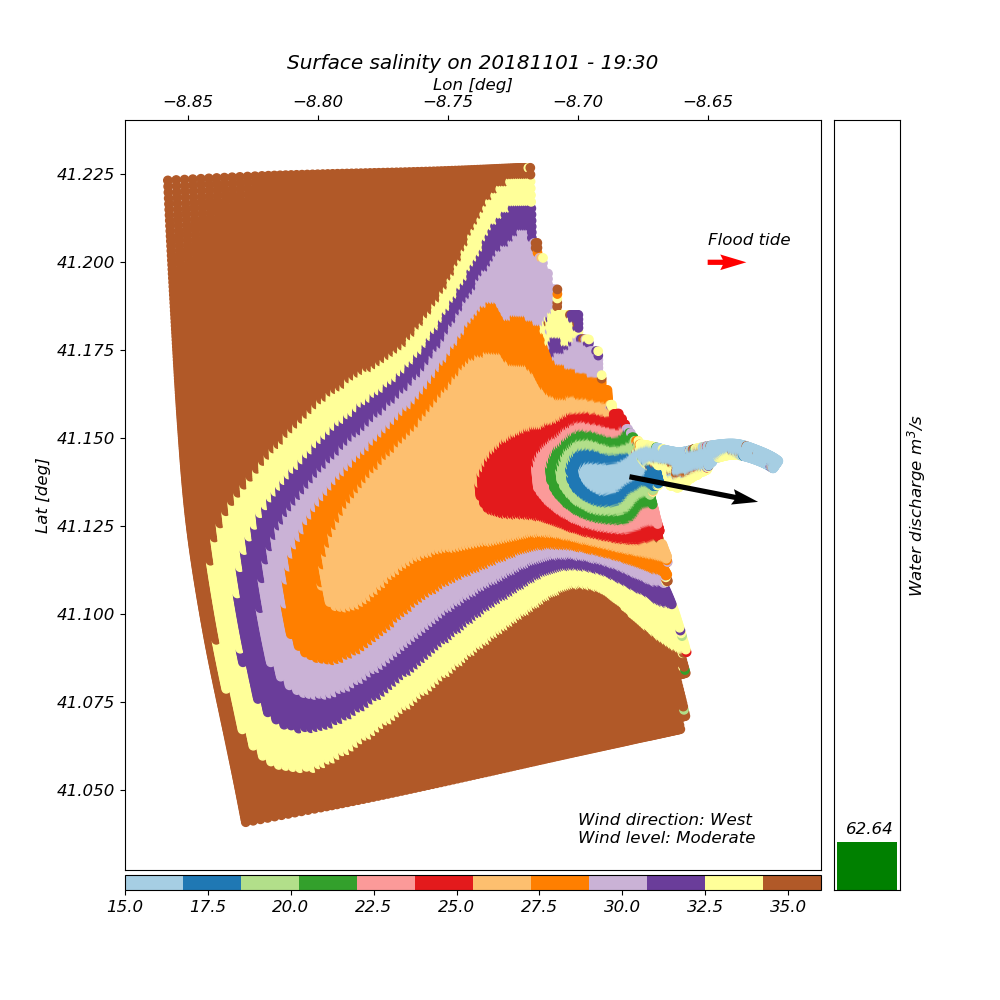 Surface salinity on 20181101 - 19:30
Lon [deg]
−8.85 −8.80 −8.75 −8.70 −8.65
41.225
41.200
41.175
41.150
41.125
41.100
41.075
41.050
Lat [deg]
Flood tide
Wind direction: West
Wind level: Moderate
62.64
Water discharge m³/s
15.0 17.5 20.0 22.5 25.0 27.5 30.0 32.5 35.0